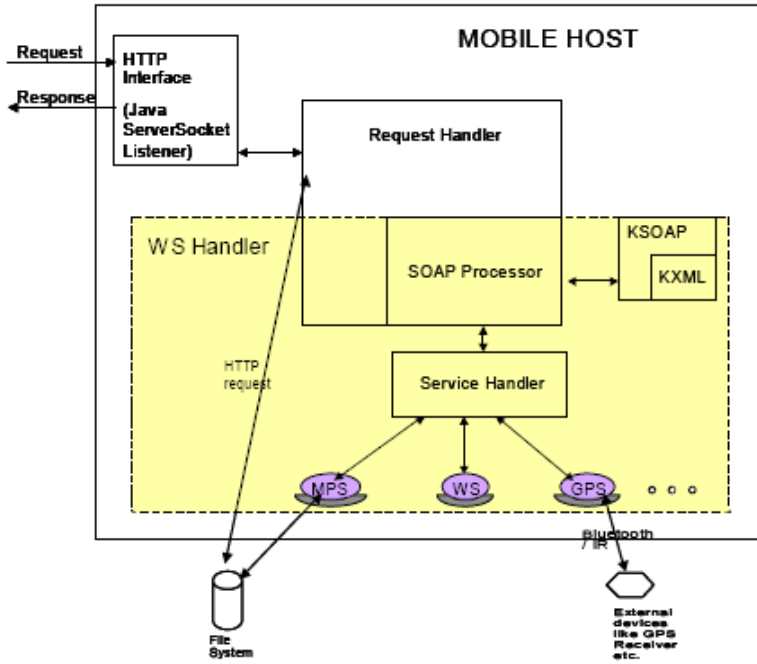 MOBILE HOST
Request
Response
HTTP
Interface
(Java
ServerSocket
Listener)
Request Handler
WS Handler
SOAP Processor
KSOAP
KXML
HTTP
request
Service Handler
MPS
WS
GPS
Bluetooth
/ IR
File
System
External
devices
like GPS
Receiver
etc.